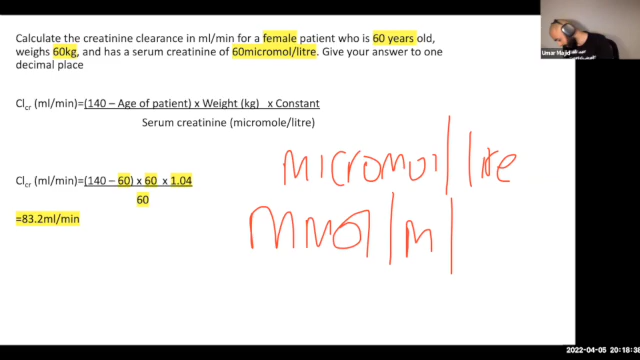 Calculate the creatinine clearance in ml/min for a female patient who is 60 years old,
weighs 60kg, and has a serum creatinine of 60micromol/litre. Give your answer to one
decimal place
Umar Majid
Cl_cr (ml/min)=(140 – Age of patient) x Weight (kg) x Constant
Serum creatinine (micromole/litre)
micromol/litre
Cl_cr (ml/min)=(140 – 60) x 60 x 1.04
60
mmol/ml
=83.2ml/min
2022-04-05 20:18:38